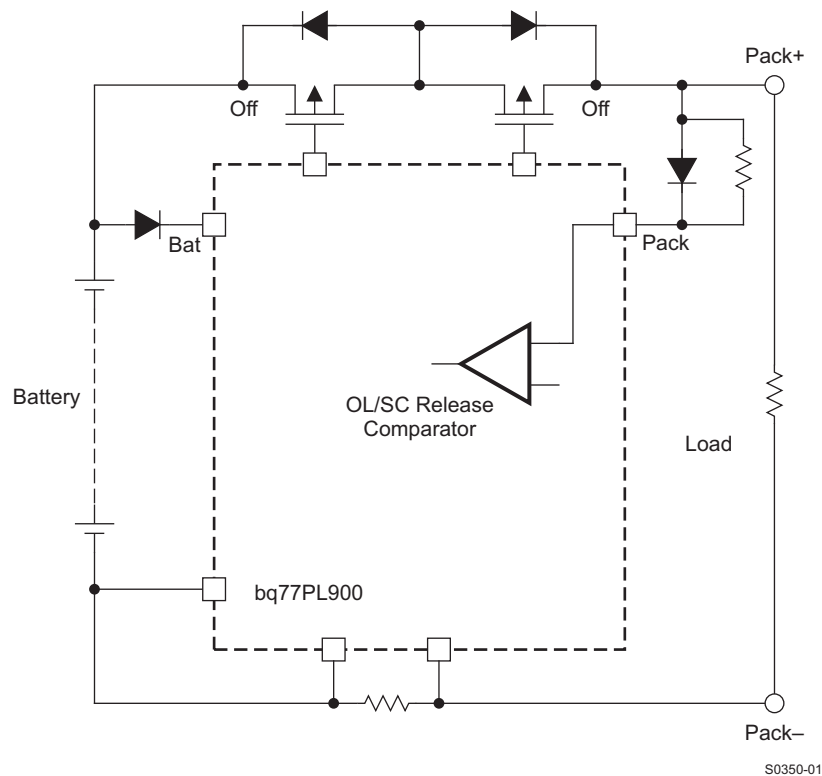 Pack+
Off
Off
Bat
Pack
Battery
OL/SC Release
Comparator
Load
bq77PL900
Pack–
S0350-01